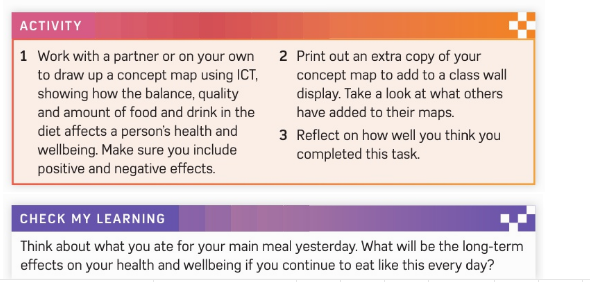 ACTIVITY
1 Work with a partner or on your own
to draw up a concept map using ICT,
showing how the balance, quality
and amount of food and drink in the
diet affects a person's health and
wellbeing. Make sure you include
positive and negative effects.
2 Print out an extra copy of your
concept map to add to a class wall
display. Take a look at what others
have added to their maps.
3 Reflect on how well you think you
completed this task.
CHECK MY LEARNING
Think about what you ate for your main meal yesterday. What will be the long-term
effects on your health and wellbeing if you continue to eat like this every day?